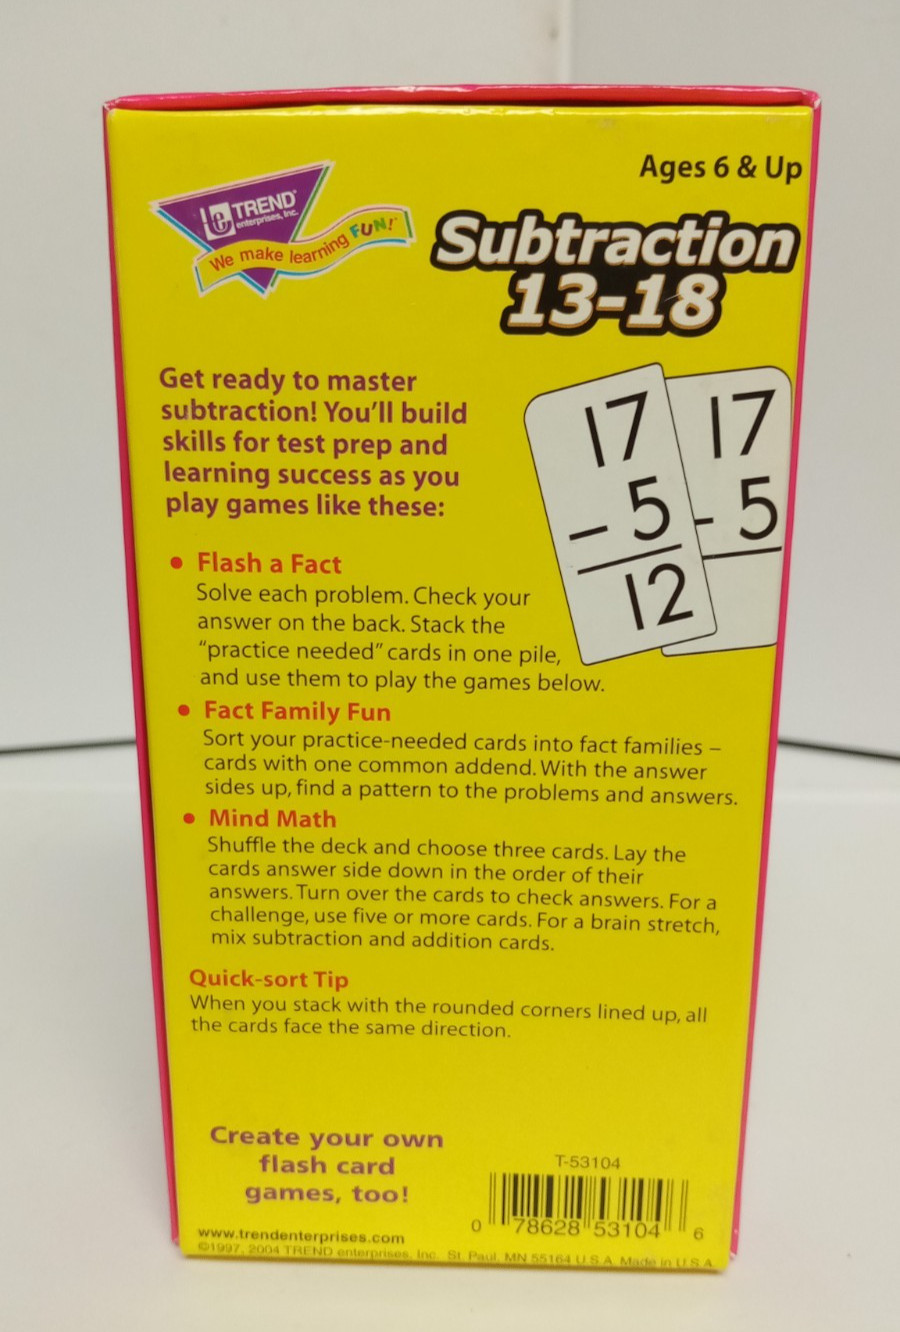 Ages 6 & Up
TREND
enterprises, Inc.
We make learning FUN!
Subtraction
13-18
Get ready to master
subtraction! You'll build
skills for test prep and
learning success as you
play games like these:
17
- 5
12
17
- 5
• Flash a Fact
Solve each problem. Check your
answer on the back. Stack the
"practice needed" cards in one pile,
and use them to play the games below.
• Fact Family Fun
Sort your practice-needed cards into fact families –
cards with one common addend. With the answer
sides up, find a pattern to the problems and answers.
• Mind Math
Shuffle the deck and choose three cards. Lay the
cards answer side down in the order of their
answers. Turn over the cards to check answers. For a
challenge, use five or more cards. For a brain stretch,
mix subtraction and addition cards.
Quick-sort Tip
When you stack with the rounded corners lined up, all
the cards face the same direction.
Create your own
flash card
games, too!
T-53104
0 78628 53104 6
www.trendenterprises.com
©1997, 2004 TREND enterprises, Inc. St. Paul, MN 55164 U.S.A. Made in U.S.A.